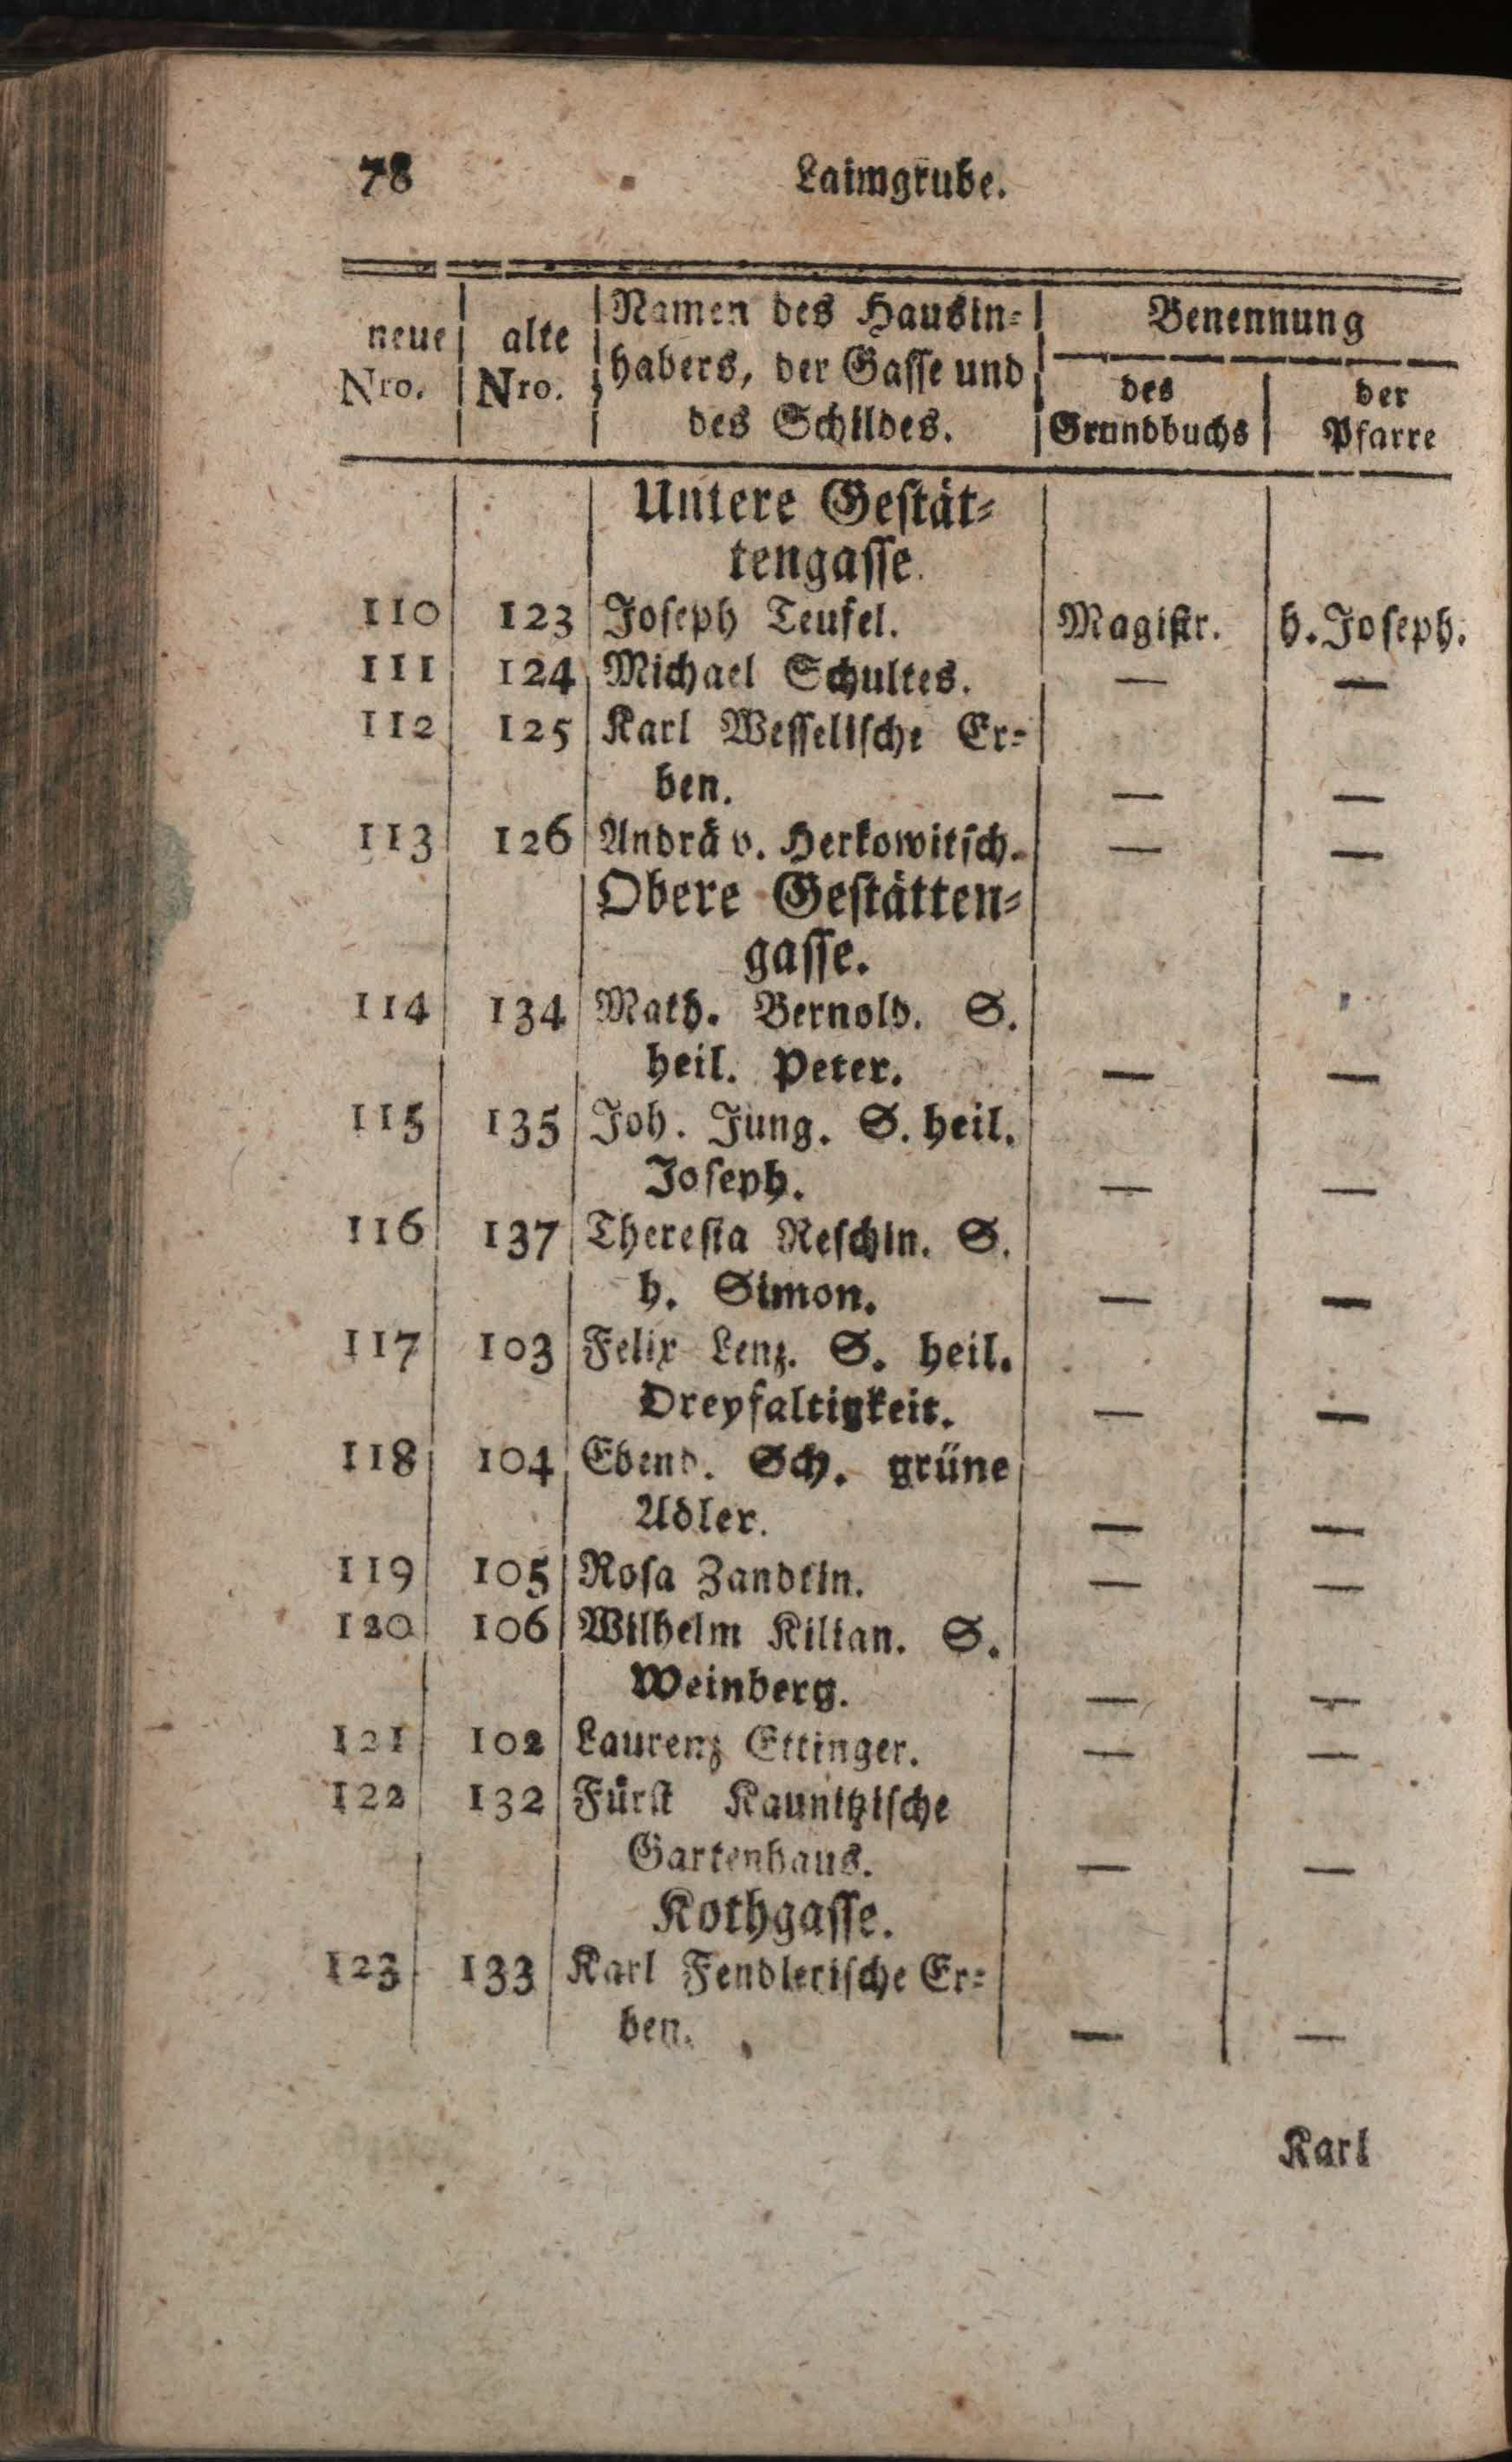 78 Laimgrube.
neue Nro. | alte Nro. | Namen des Hausin- | Benennung
habers, der Gasse und | des | der
des Schildes. | Grundbuchs | Pfarre
Untere Gestät-
tengasse.
110 | 123 | Joseph Teufel. | Magistr. | h. Joseph.
111 | 124 | Michael Schultes. | — | —
112 | 125 | Karl Wesselische Er-
ben. | — | —
113 | 126 | Andrä v. Herkowitsch. | — | —
Obere Gestätten-
gasse.
114 | 134 | Math. Bernold. S.
heil. Peter. | — | —
115 | 135 | Joh. Jung. S. heil.
Joseph. | — | —
116 | 137 | Theresia Reschin. S.
h. Simon. | — | —
117 | 103 | Felix Lenz. S. heil.
Dreyfaltigkeit. | — | —
118 | 104 | Ebend. Sch. grüne
Adler. | — | —
119 | 105 | Rosa | — | —
120 | 106 | Wilhelm Kilian. S.
Weinberg. | — | —
121 | 102 | Laurenz Ettinger. | — | —
122 | 132 | Fürst Kaunitzische
Gartenhaus. | — | —
Kothgasse.
123 | 133 | Karl Fendlerische Er-
ben. | — | —
Karl